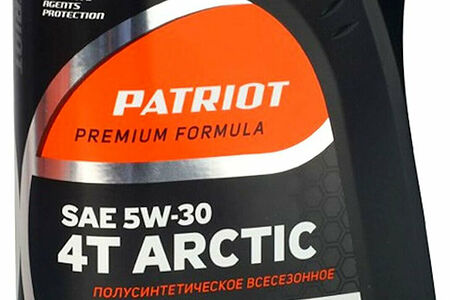 AGENTS
PROTECTION
PATRIOT
PREMIUM FORMULA
SAE 5W-30
4T ARCTIC
ПОЛУСИНТЕТИЧЕСКОЕ ВСЕСЕЗОННОЕ